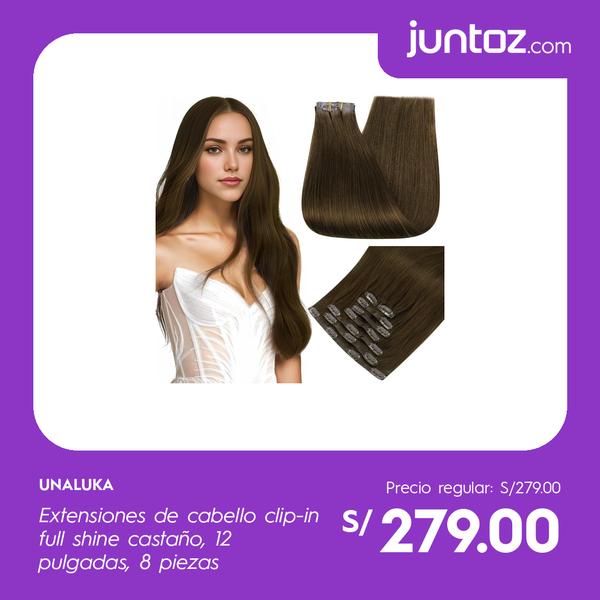 juntoz.com
UNALUKA
Extensiones de cabello clip-in
full shine castaño, 12
pulgadas, 8 piezas
Precio regular: S/279.00
S/ 279.00